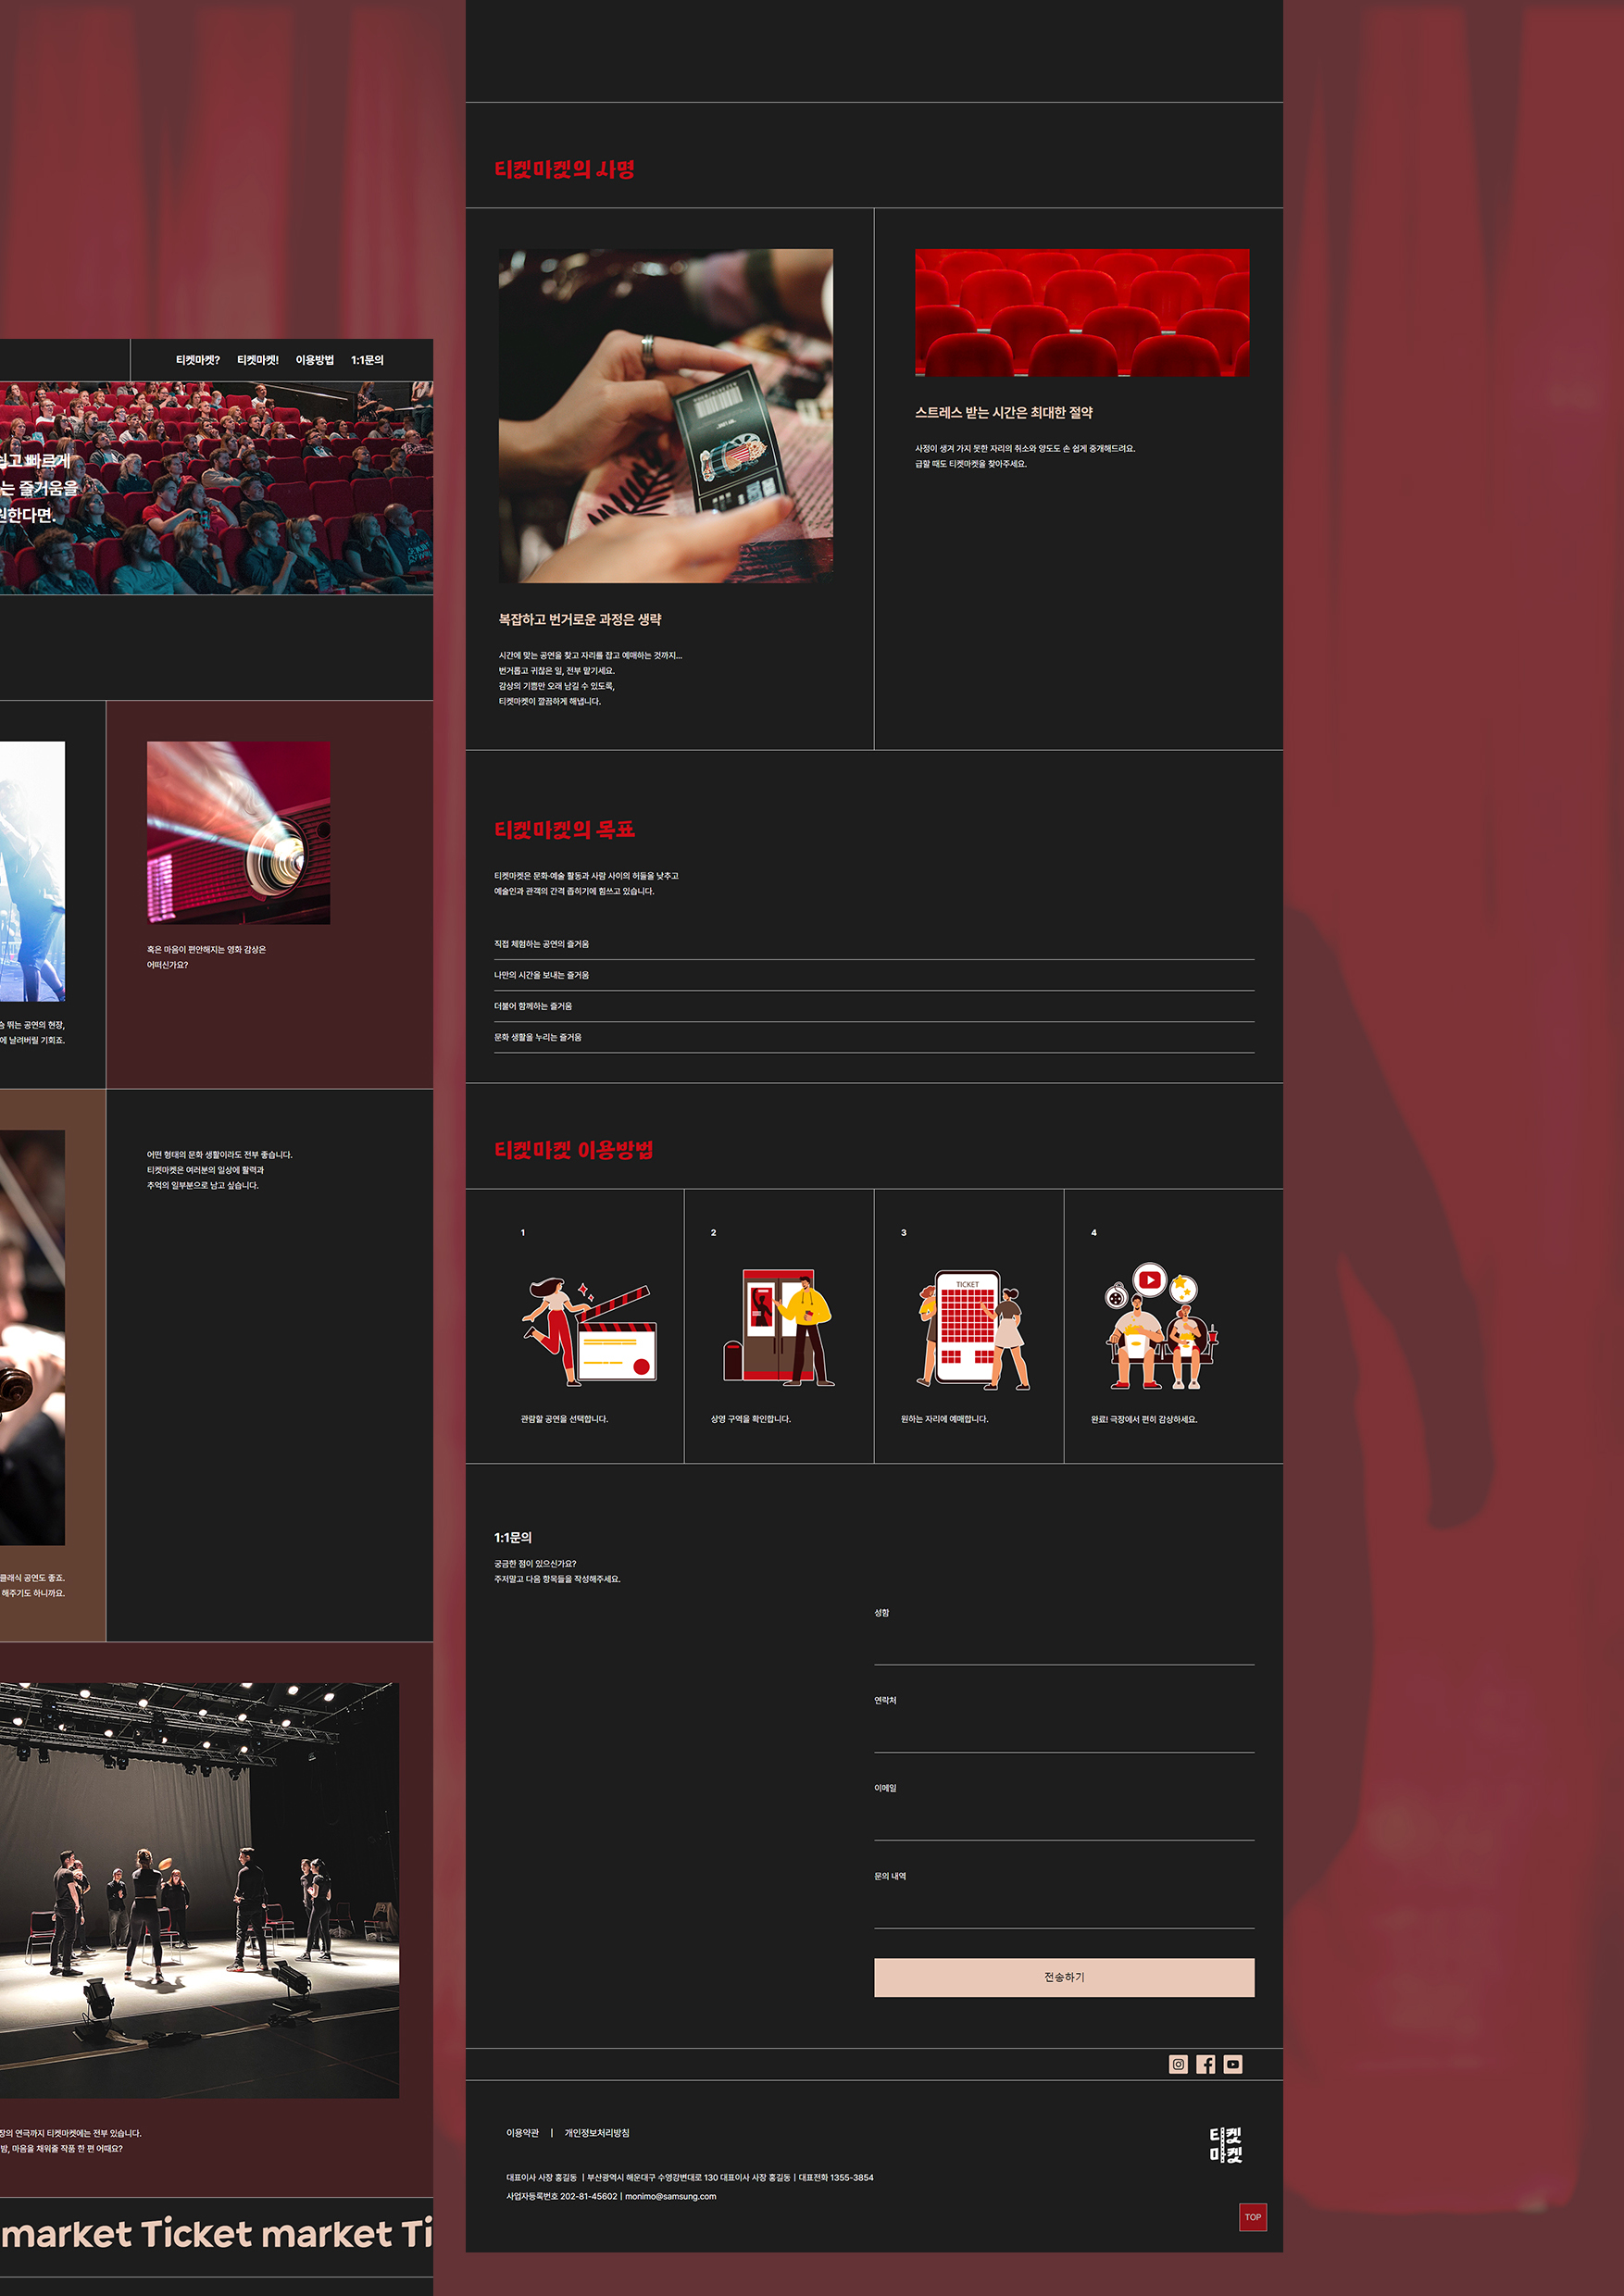 티켓마켓? 티켓마켓! 이용방법 1:1문의
쉽고 빠르게
는 즐거움을
원한다면.
혹은 마음이 편안해지는 영화 감상은
어떠신가요?
슴 뛰는 공연의 현장,
에 날려버릴 기회죠.
어떤 형태의 문화 생활이라도 전부 좋습니다.
티켓마켓은 여러분의 일상에 활력과
추억의 일부분으로 남고 싶습니다.
클래식 공연도 좋죠.
해주기도 하니까요.
장의 연극까지 티켓마켓에는 전부 있습니다.
밤, 마음을 채워줄 작품 한 편 어때요?
market Ticket market Ti
티켓마켓의 사명
복잡하고 번거로운 과정은 생략
시간에 맞는 공연을 찾고 자리를 잡고 예매하는 것까지...
번거롭고 귀찮은 일, 전부 맡기세요.
감상의 기쁨만 오래 남길 수 있도록,
티켓마켓이 깔끔하게 해냅니다.
스트레스 받는 시간은 최대한 절약
사정이 생겨 가지 못한 자리의 취소와 양도도 손 쉽게 중개해드려요.
급할 때도 티켓마켓을 찾아주세요.
티켓마켓의 목표
티켓마켓은 문화·예술 활동과 사람 사이의 허들을 낮추고
예술인과 관객의 간격 좁히기에 힘쓰고 있습니다.
직접 체험하는 공연의 즐거움
나만의 시간을 보내는 즐거움
더불어 함께하는 즐거움
문화 생활을 누리는 즐거움
티켓마켓 이용방법
1
2
3
4
TICKET
관람할 공연을 선택합니다.
상영 구역을 확인합니다.
원하는 자리에 예매합니다.
완료! 극장에서 편히 감상하세요.
1:1문의
궁금한 점이 있으신가요?
주저말고 다음 항목들을 작성해주세요.
성함
연락처
이메일
문의 내역
전송하기
이용약관 | 개인정보처리방침
티켓
마켓
대표이사 사장 홍길동 | 부산광역시 해운대구 수영강변대로 130 대표이사 사장 홍길동 | 대표전화 1355-3854
사업자등록번호 202-81-45602 | monimo@samsung.com
TOP